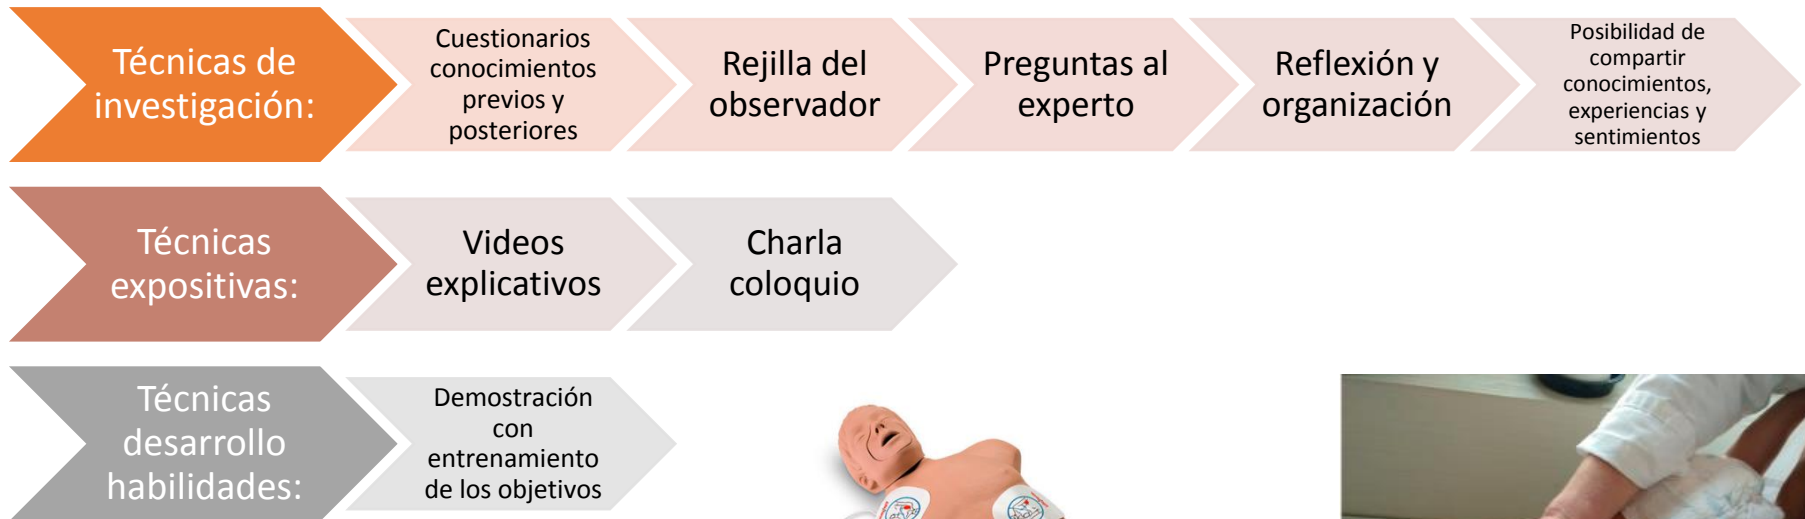 Técnicas de
investigación:
Cuestionarios
conocimientos
previos y
posteriores
Rejilla del
observador
Preguntas al
experto
Reflexión y
organización
Posibilidad de
compartir
conocimientos,
experiencias y
sentimientos
Técnicas
expositivas:
Videos
explicativos
Charla
coloquio
Técnicas
desarrollo
habilidades:
Demostración
con
entrenamiento
de los objetivos